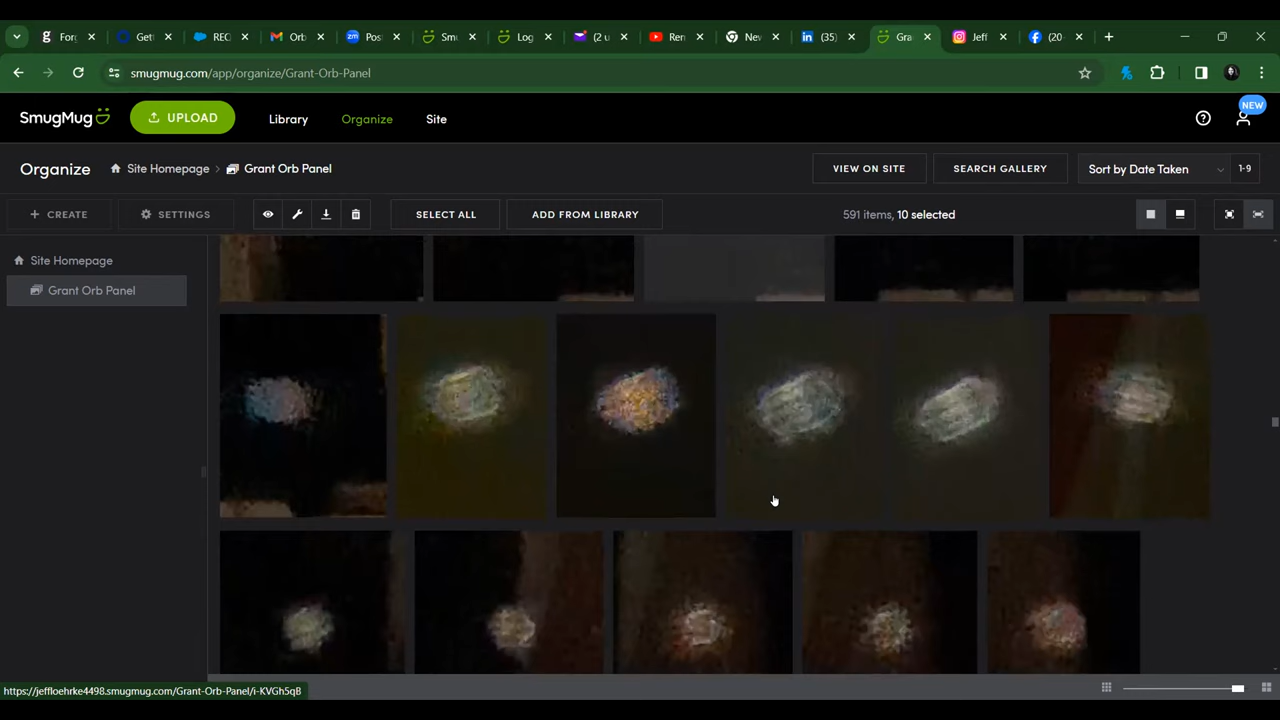 Forg
Gett
REC
Orb
Pos
Smu
Log
(2 u
Ren
Nev
(35)
Gra
Jeff
(20
smugmug.com/app/organize/Grant-Orb-Panel
SmugMug UPLOAD Library Organize Site NEW
Organize Site Homepage > Grant Orb Panel VIEW ON SITE SEARCH GALLERY Sort by Date Taken 1-9
+ CREATE SETTINGS SELECT ALL ADD FROM LIBRARY 591 items, 10 selected
Site Homepage
Grant Orb Panel
https://jeffloehrke4498.smugmug.com/Grant-Orb-Panel/i-KVGh5qB